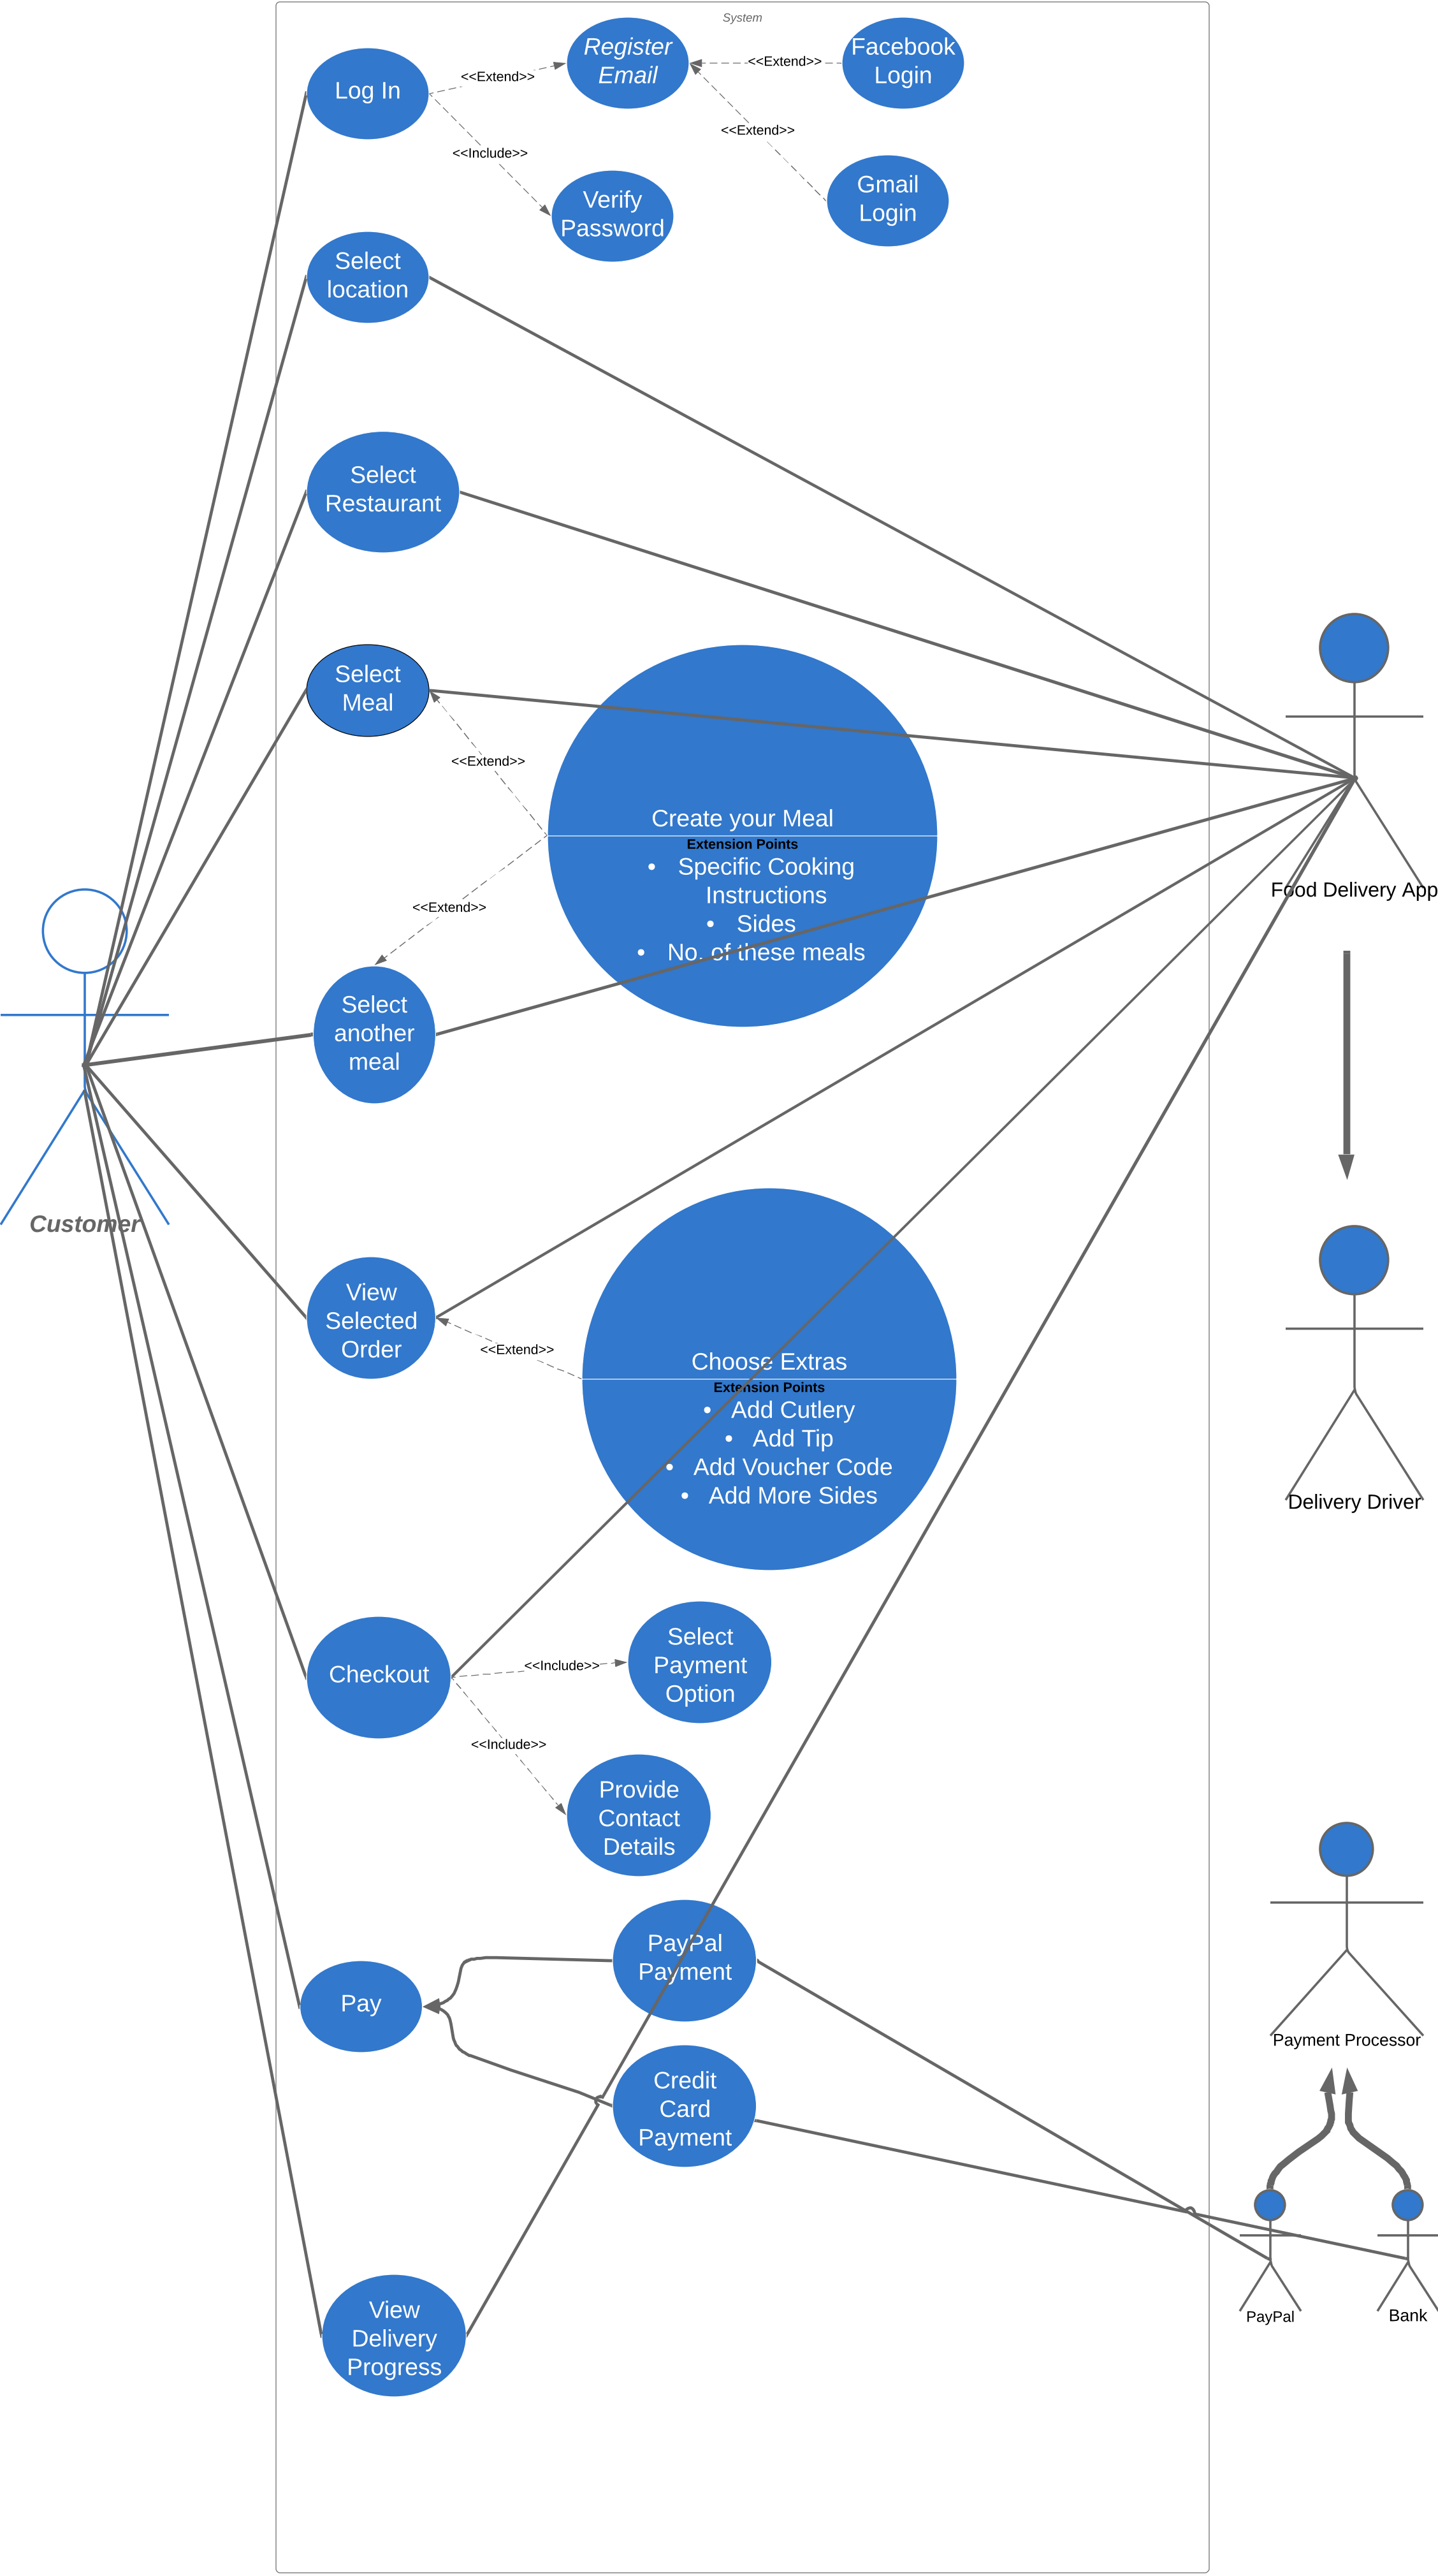 System
Log In
<<Extend>>
Register
Email
<<Extend>>
Facebook
Login
<<Extend>>
<<Include>>
Verify
Password
Gmail
Login
Select
location
Select
Restaurant
Select
Meal
<<Extend>>
Create your Meal
Extension Points
• Specific Cooking
Instructions
• Sides
• No. of these meals
<<Extend>>
Food Delivery App
Select
another
meal
Customer
View
Selected
Order
<<Extend>>
Choose Extras
Extension Points
• Add Cutlery
• Add Tip
• Add Voucher Code
• Add More Sides
Delivery Driver
Checkout
<<Include>>
Select
Payment
Option
<<Include>>
Provide
Contact
Details
PayPal
Payment
Pay
Payment Processor
Credit
Card
Payment
PayPal
Bank
View
Delivery
Progress